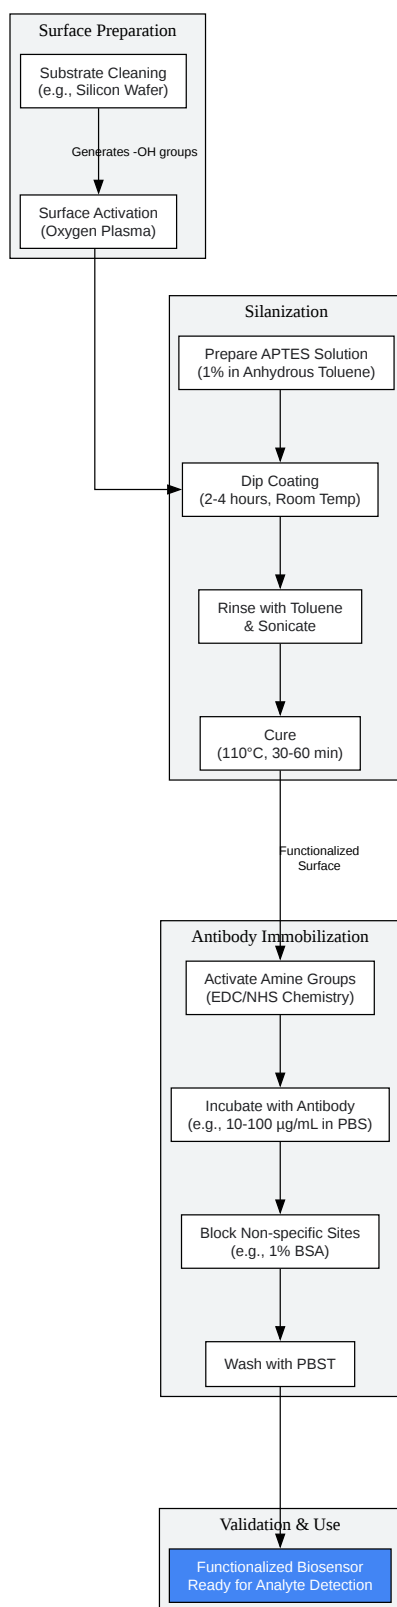 Surface Preparation
Substrate Cleaning
(e.g., Silicon Wafer)
Generates -OH groups
Surface Activation
(Oxygen Plasma)
Silanization
Prepare APTES Solution
(1% in Anhydrous Toluene)
Dip Coating
(2-4 hours, Room Temp)
Rinse with Toluene
& Sonicate
Cure
(110°C, 30-60 min)
Functionalized
Surface
Antibody Immobilization
Activate Amine Groups
(EDC/NHS Chemistry)
Incubate with Antibody
(e.g., 10-100 µg/mL in PBS)
Block Non-specific Sites
(e.g., 1% BSA)
Wash with PBST
Validation & Use
Functionalized Biosensor
Ready for Analyte Detection